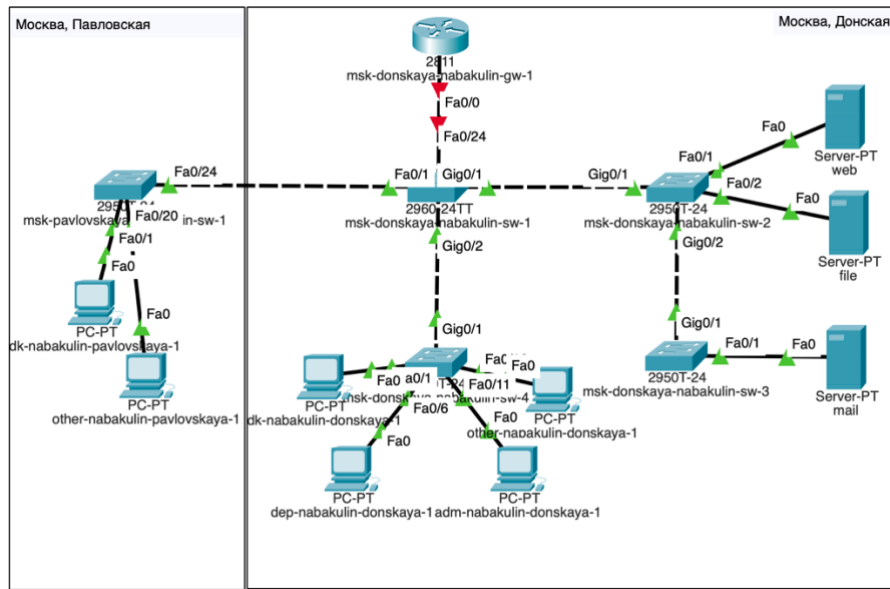 Москва, Павловская
Москва, Донская
2811
msk-donskaya-nabakulin-gw-1
Fa0/0
Fa0/24
Fa0/24
Fa0/1
Gig0/1
Gig0/1
Fa0/1
Fa0
Server-PT
web
Fa0/2
Fa0
Server-PT
file
2960-24TT
msk-donskaya-nabakulin-sw-1
2950T-24
msk-donskaya-nabakulin-sw-2
Fa0/20
in-sw-1
Fa0/1
Fa0
Fa0
PC-PT
dk-nabakulin-pavlovskaya-1
PC-PT
other-nabakulin-pavlovskaya-1
Gig0/2
Gig0/2
Gig0/1
Gig0/1
2950T-24
msk-donskaya-nabakulin-sw-3
Fa0/1
Fa0
Server-PT
mail
Fa0
a0/1
Fa0/11
Fa0
Fa0/6
PC-PT
dk-nabakulin-donskaya-1
PC-PT
other-nabakulin-donskaya-1
Fa0
Fa0
PC-PT
dep-nabakulin-donskaya-1
PC-PT
adm-nabakulin-donskaya-1